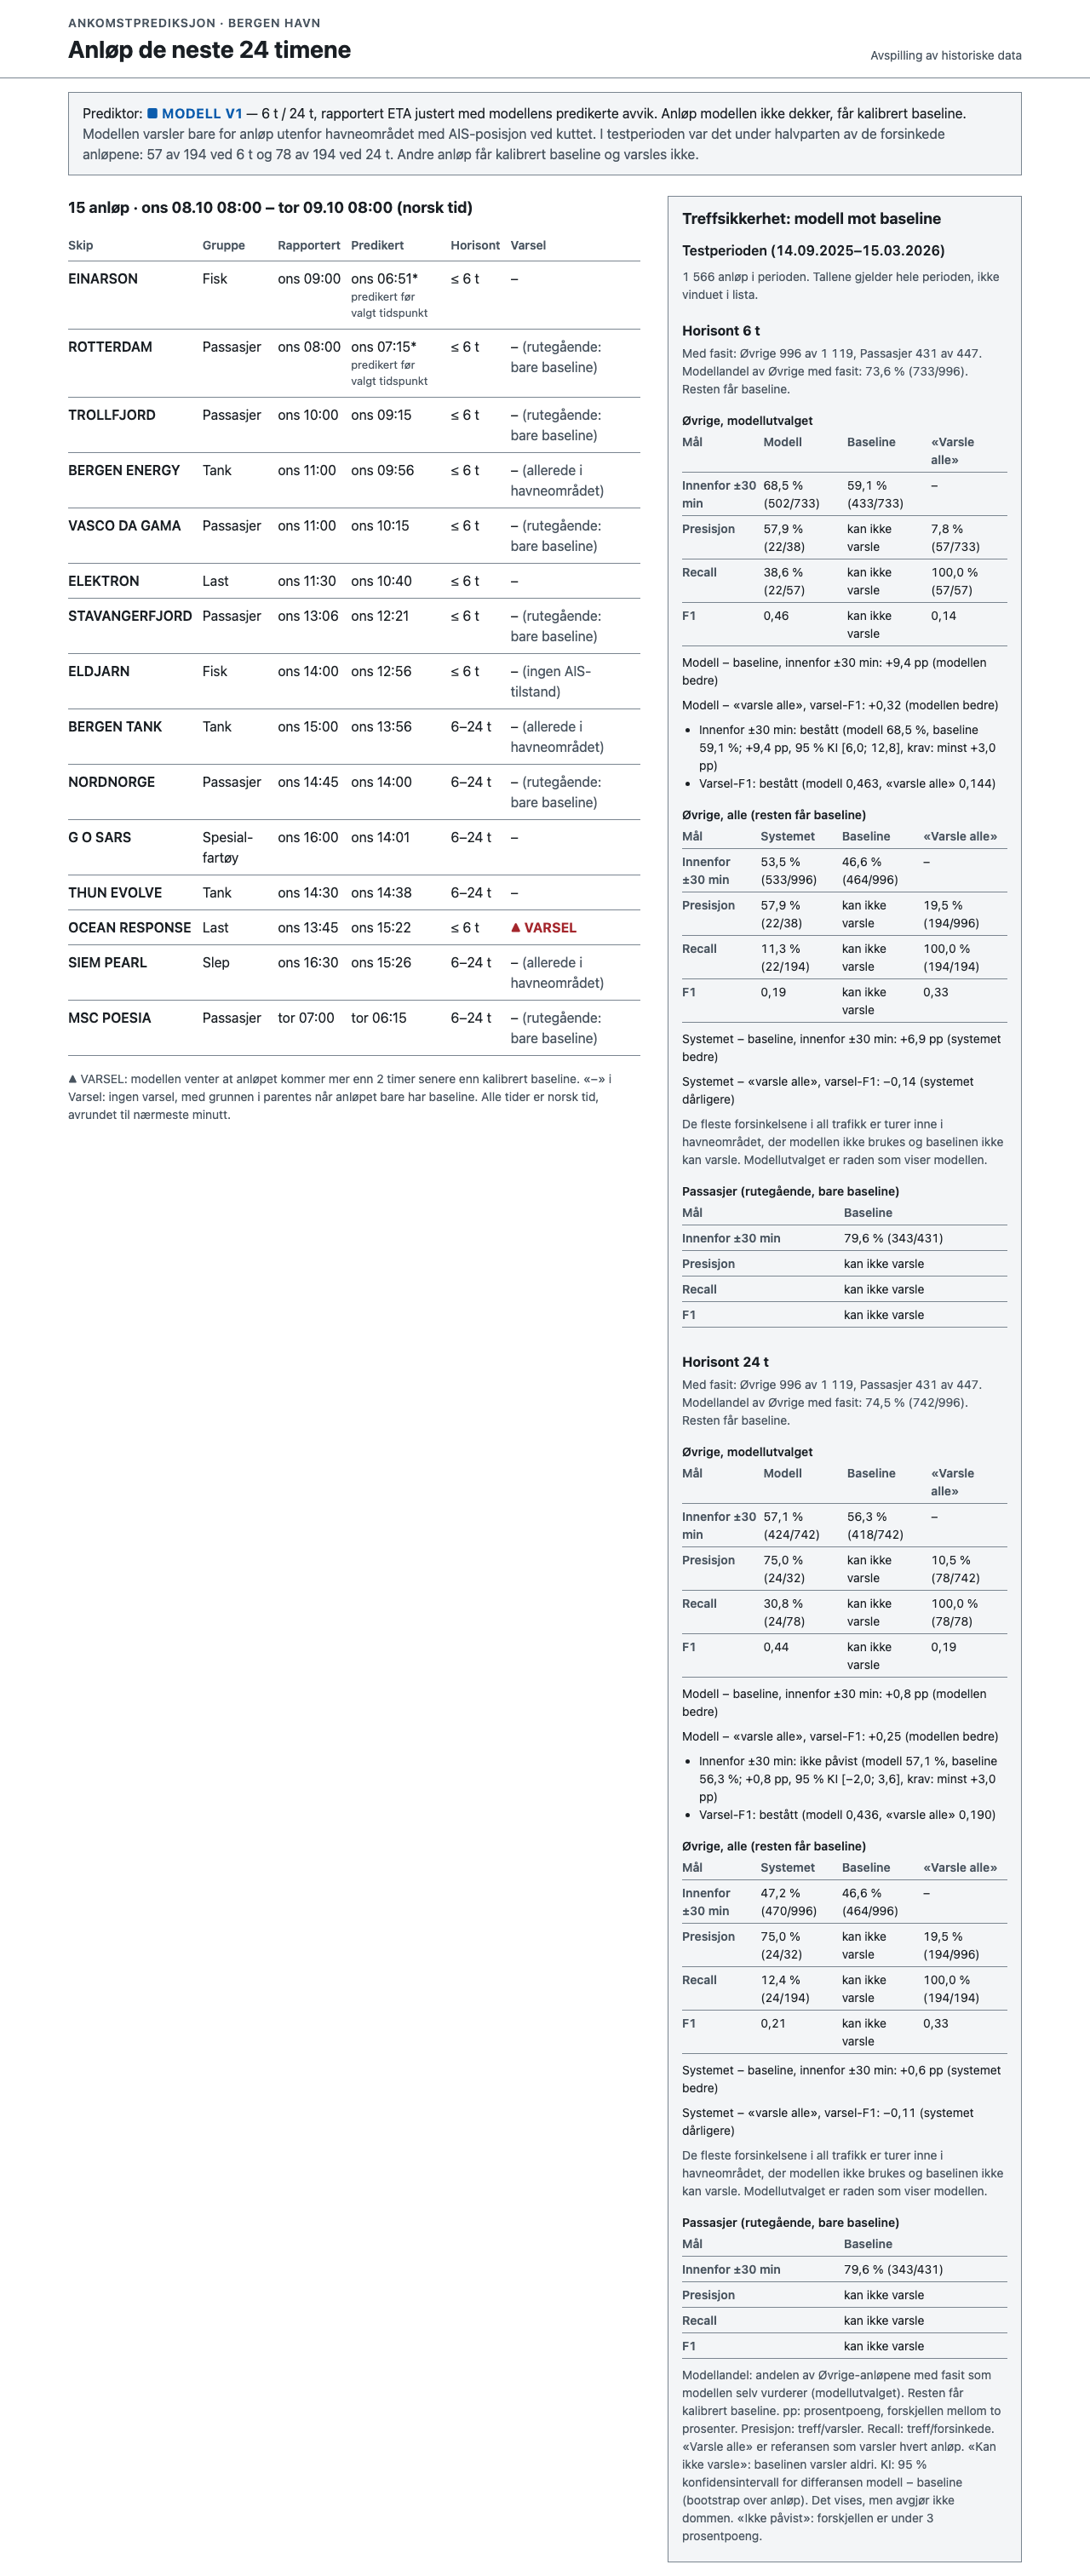 ANKOMSTPREDIKSJON · BERGEN HAVN
Anløp de neste 24 timene
Avspilling av historiske data
Prediktor: MODELL V1 — 6 t / 24 t, rapportert ETA justert med modellens predikerte avvik. Anløp modellen ikke dekker, får kalibrert baseline.
Modellen varsler bare for anløp utenfor havneområdet med AIS-posisjon ved kuttet. I testperioden var det under halvparten av de forsinkede
anløpene: 57 av 194 ved 6 t og 78 av 194 ved 24 t. Andre anløp får kalibrert baseline og varsles ikke.
15 anløp · ons 08.10 08:00 – tor 09.10 08:00 (norsk tid)
Skip Gruppe Rapportert Predikert Horisont Varsel
EINARSON Fisk ons 09:00 ons 06:51* ≤ 6 t –
predikert før
valgt tidspunkt
ROTTERDAM Passasjer ons 08:00 ons 07:15* ≤ 6 t – (rutegående:
predikert før
valgt tidspunkt
bare baseline)
TROLLFJORD Passasjer ons 10:00 ons 09:15 ≤ 6 t – (rutegående:
bare baseline)
BERGEN ENERGY Tank ons 11:00 ons 09:56 ≤ 6 t – (allerede i
havneområdet)
VASCO DA GAMA Passasjer ons 11:00 ons 10:15 ≤ 6 t – (rutegående:
bare baseline)
ELEKTRON Last ons 11:30 ons 10:40 ≤ 6 t –
STAVANGERFJORD Passasjer ons 13:06 ons 12:21 ≤ 6 t – (rutegående:
bare baseline)
ELDJARN Fisk ons 14:00 ons 12:56 ≤ 6 t – (ingen AIS-
tilstand)
BERGEN TANK Tank ons 15:00 ons 13:56 6–24 t – (allerede i
havneområdet)
NORDNORGE Passasjer ons 14:45 ons 14:00 6–24 t – (rutegående:
bare baseline)
G O SARS Spesial- ons 16:00 ons 14:01 6–24 t –
fartøy
THUN EVOLVE Tank ons 14:30 ons 14:38 6–24 t –
OCEAN RESPONSE Last ons 13:45 ons 15:22 ≤ 6 t ▲ VARSEL
SIEM PEARL Slep ons 16:30 ons 15:26 6–24 t – (allerede i
havneområdet)
MSC POESIA Passasjer tor 07:00 tor 06:15 6–24 t – (rutegående:
bare baseline)
▲ VARSEL: modellen venter at anløpet kommer mer enn 2 timer senere enn kalibrert baseline. «–» i
Varsel: ingen varsel, med grunnen i parentes når anløpet bare har baseline. Alle tider er norsk tid,
avrundet til nærmeste minutt.
Treffsikkerhet: modell mot baseline
Testperioden (14.09.2025–15.03.2026)
1 566 anløp i perioden. Tallene gjelder hele perioden, ikke
vinduet i lista.
Horisont 6 t
Med fasit: Øvrige 996 av 1 119, Passasjer 431 av 447.
Modellandel av Øvrige med fasit: 73,6 % (733/996).
Resten får baseline.
Øvrige, modellutvalget
Mål Modell Baseline «Varsle
alle»
Innenfor ±30 68,5 % 59,1 % –
min (502/733) (433/733)
Presisjon 57,9 % kan ikke 7,8 %
(22/38) varsle (57/733)
Recall 38,6 % kan ikke 100,0 %
(22/57) varsle (57/57)
F1 0,46 kan ikke 0,14
varsle
Modell – baseline, innenfor ±30 min: +9,4 pp (modellen
bedre)
Modell – «varsle alle», varsel-F1: +0,32 (modellen bedre)
• Innenfor ±30 min: bestått (modell 68,5 %, baseline
59,1 %; +9,4 pp, 95 % KI [6,0; 12,8], krav: minst +3,0
pp)
• Varsel-F1: bestått (modell 0,463, «varsle alle» 0,144)
Øvrige, alle (resten får baseline)
Mål Systemet Baseline «Varsle alle»
Innenfor 53,5 % 46,6 % –
±30 min (533/996) (464/996)
Presisjon 57,9 % kan ikke 19,5 %
(22/38) varsle (194/996)
Recall 11,3 % kan ikke 100,0 %
(22/194) varsle (194/194)
F1 0,19 kan ikke 0,33
varsle
Systemet – baseline, innenfor ±30 min: +6,9 pp (systemet
bedre)
Systemet – «varsle alle», varsel-F1: −0,14 (systemet
dårligere)
De fleste forsinkelsene i all trafikk er turer inne i
havneområdet, der modellen ikke brukes og baselinen ikke
kan varsle. Modellutvalget er raden som viser modellen.
Passasjer (rutegående, bare baseline)
Mål Baseline
Innenfor ±30 min 79,6 % (343/431)
Presisjon kan ikke varsle
Recall kan ikke varsle
F1 kan ikke varsle
Horisont 24 t
Med fasit: Øvrige 996 av 1 119, Passasjer 431 av 447.
Modellandel av Øvrige med fasit: 74,5 % (742/996).
Resten får baseline.
Øvrige, modellutvalget
Mål Modell Baseline «Varsle
alle»
Innenfor ±30 57,1 % 56,3 % –
min (424/742) (418/742)
Presisjon 75,0 % kan ikke 10,5 %
(24/32) varsle (78/742)
Recall 30,8 % kan ikke 100,0 %
(24/78) varsle (78/78)
F1 0,44 kan ikke 0,19
varsle
Modell – baseline, innenfor ±30 min: +0,8 pp (modellen
bedre)
Modell – «varsle alle», varsel-F1: +0,25 (modellen bedre)
• Innenfor ±30 min: ikke påvist (modell 57,1 %, baseline
56,3 %; +0,8 pp, 95 % KI [−2,0; 3,6], krav: minst +3,0
pp)
• Varsel-F1: bestått (modell 0,436, «varsle alle» 0,190)
Øvrige, alle (resten får baseline)
Mål Systemet Baseline «Varsle alle»
Innenfor 47,2 % 46,6 % –
±30 min (470/996) (464/996)
Presisjon 75,0 % kan ikke 19,5 %
(24/32) varsle (194/996)
Recall 12,4 % kan ikke 100,0 %
(24/194) varsle (194/194)
F1 0,21 kan ikke 0,33
varsle
Systemet – baseline, innenfor ±30 min: +0,6 pp (systemet
bedre)
Systemet – «varsle alle», varsel-F1: −0,11 (systemet
dårligere)
De fleste forsinkelsene i all trafikk er turer inne i
havneområdet, der modellen ikke brukes og baselinen ikke
kan varsle. Modellutvalget er raden som viser modellen.
Passasjer (rutegående, bare baseline)
Mål Baseline
Innenfor ±30 min 79,6 % (343/431)
Presisjon kan ikke varsle
Recall kan ikke varsle
F1 kan ikke varsle
Modellandel: andelen av Øvrige-anløpene med fasit som
modellen selv vurderer (modellutvalget). Resten får
kalibrert baseline. pp: prosentpoeng, forskjellen mellom to
prosenter. Presisjon: treff/varsler. Recall: treff/forsinkede.
«Varsle alle» er referansen som varsler hvert anløp. «Kan
ikke varsle»: baselinen varsler aldri. KI: 95 %
konfidensintervall for differansen modell – baseline
(bootstrap over anløp). Det vises, men avgjør ikke
dommen. «Ikke påvist»: forskjellen er under 3
prosentpoeng.